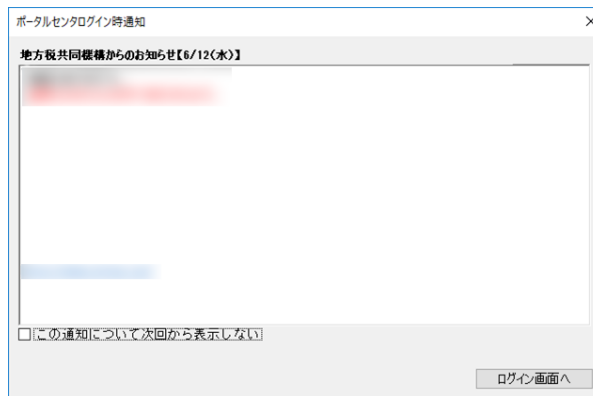 ポータルセンタログイン時通知
地方税共同機構からのお知らせ【6/12(水)】
この通知について次回から表示しない
ログイン画面へ